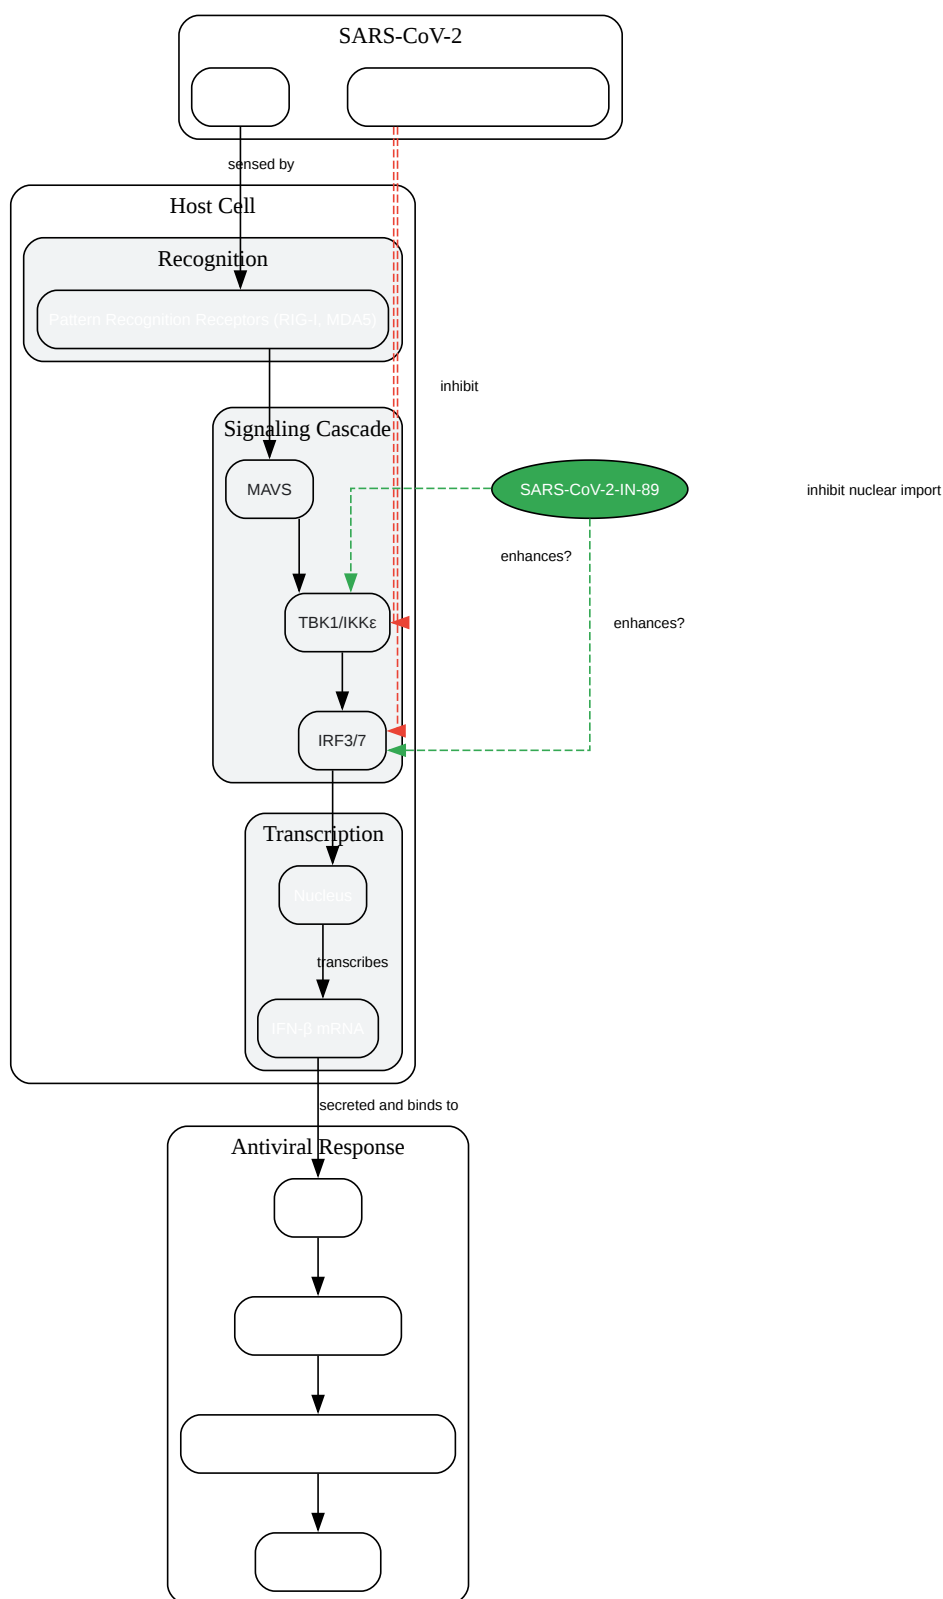 SARS-CoV-2
sensed by
Host Cell
Recognition
Pattern Recognition Receptors (RIG-I, MDA5)
inhibit
Signaling Cascade
MAVS
SARS-CoV-2-IN-89
inhibit nuclear import
enhances?
TBK1/IKKε
enhances?
IRF3/7
Transcription
Nucleus
transcribes
IFN-β mRNA
secreted and binds to
Antiviral Response